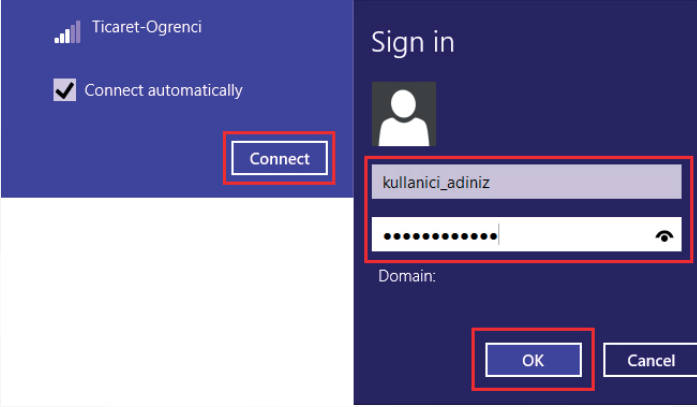 Ticaret-Ogrenci
Connect automatically
Connect
Sign in
kullanici_adiniz
●●●●●●●●●●●●
Domain:
OK
Cancel